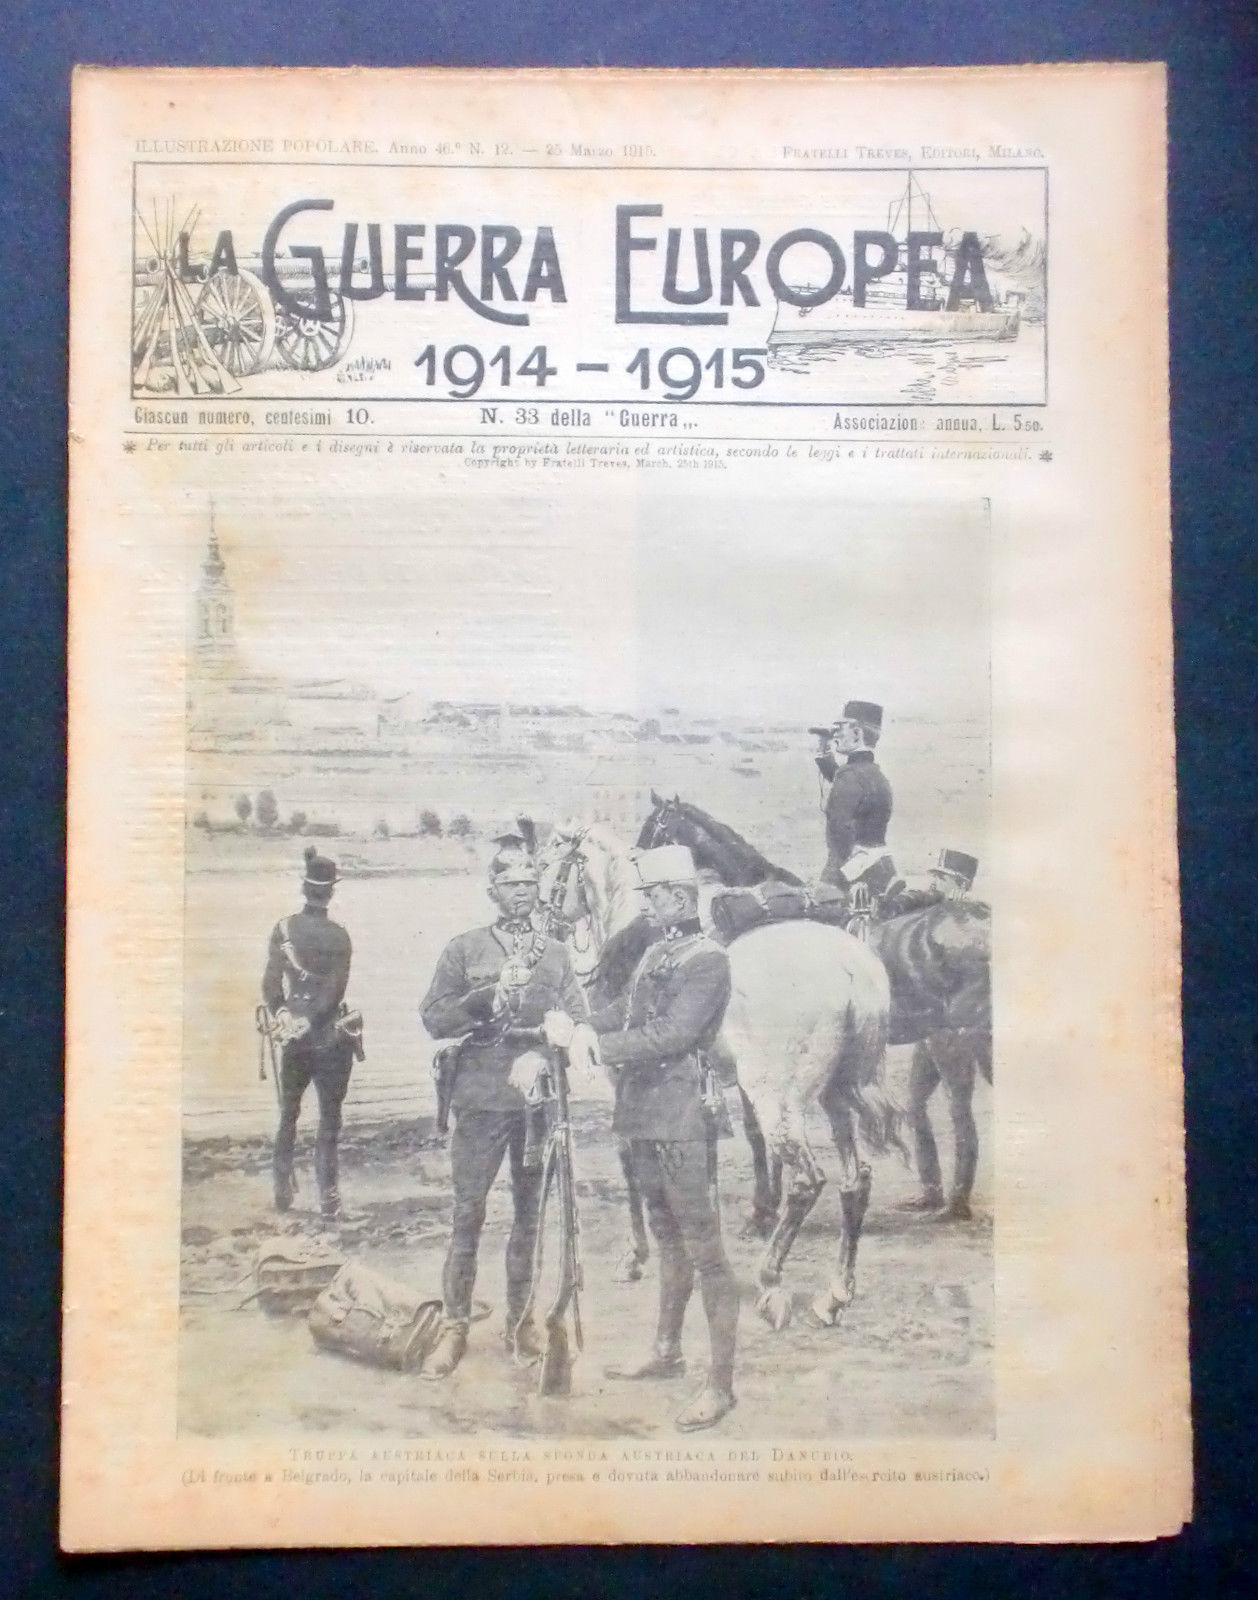 ILLUSTRAZIONE POPOLARE. Anno 46.º N. 12. — 25 Marzo 1915. FRATELLI TREVES, EDITORI, MILANO.
LA GUERRA EUROPEA
1914 - 1915
Ciascun numero, centesimi 10. N. 33 della "Guerra„. Associazione annua, L. 5 50.
* Per tutti gli articoli e i disegni è riservata la proprietà letteraria ed artistica, secondo le leggi e i trattati internazionali. *
Copyright by Fratelli Treves, March, 25th 1915.
TRUPPA AUSTRIACA SULLA SPONDA AUSTRIACA DEL DANUBIO.
(Di fronte a Belgrado, la capitale della Serbia, presa e dovuta abbandonare subito dall'esercito austriaco.)